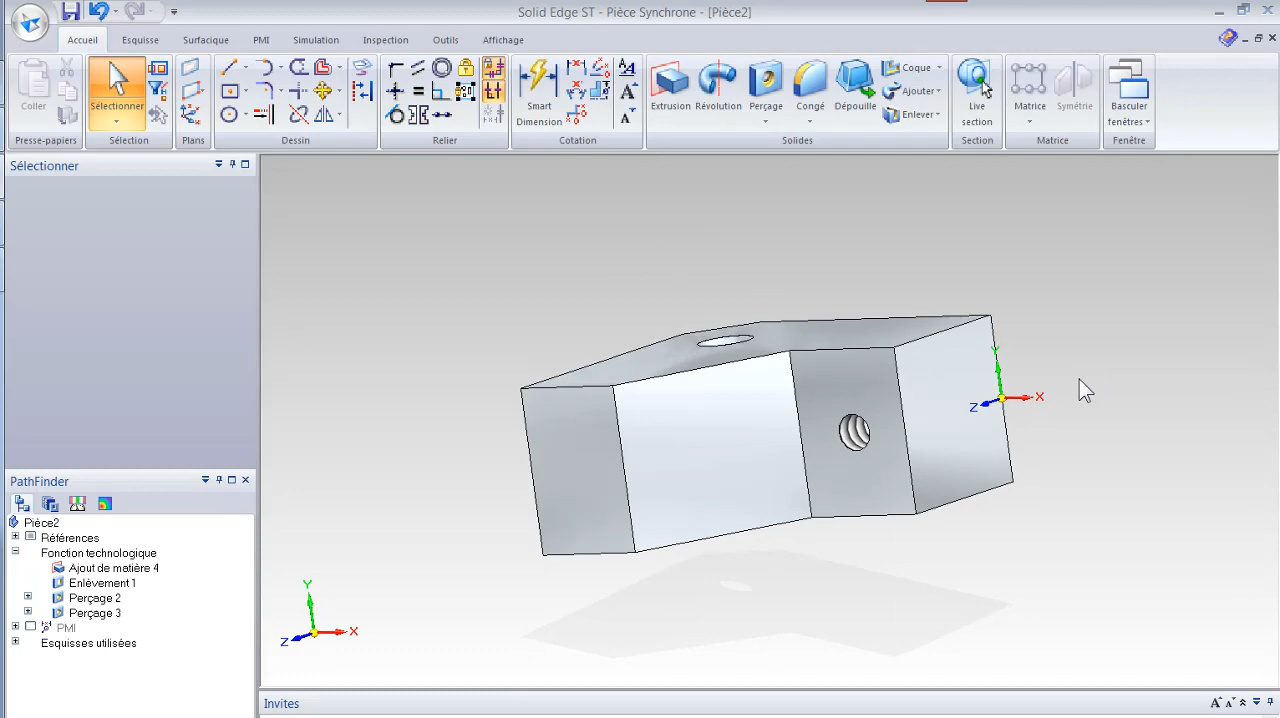 Solid Edge ST - Pièce Synchrone - [Pièce2]
Accueil Esquisse Surfacique PMI Simulation Inspection Outils Affichage
Coller
Sélectionner
Smart
Dimension
Extrusion
Révolution
Perçage
Congé
Dépouille
Coque
Ajouter
Enlever
Live
section
Matrice
Symétrie
Basculer
fenêtres
Presse-papiers Sélection Plans Dessin Relier Cotation Solides Section Matrice Fenêtre
Sélectionner
PathFinder
Pièce2
Références
Fonction technologique
Ajout de matière 4
Enlèvement 1
Perçage 2
Perçage 3
PMI
Esquisses utilisées
Y
X
Z
Y
X
Z
Invites